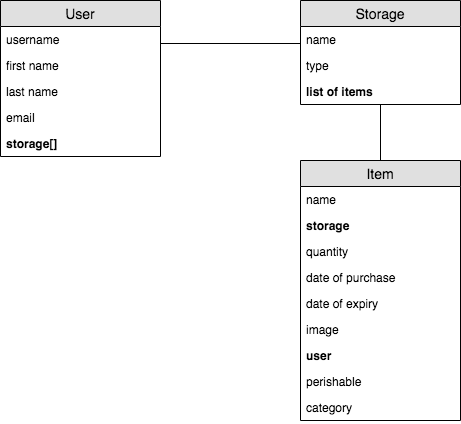 User
username
first name
last name
email
storage[]
Storage
name
type
list of items
Item
name
storage
quantity
date of purchase
date of expiry
image
user
perishable
category